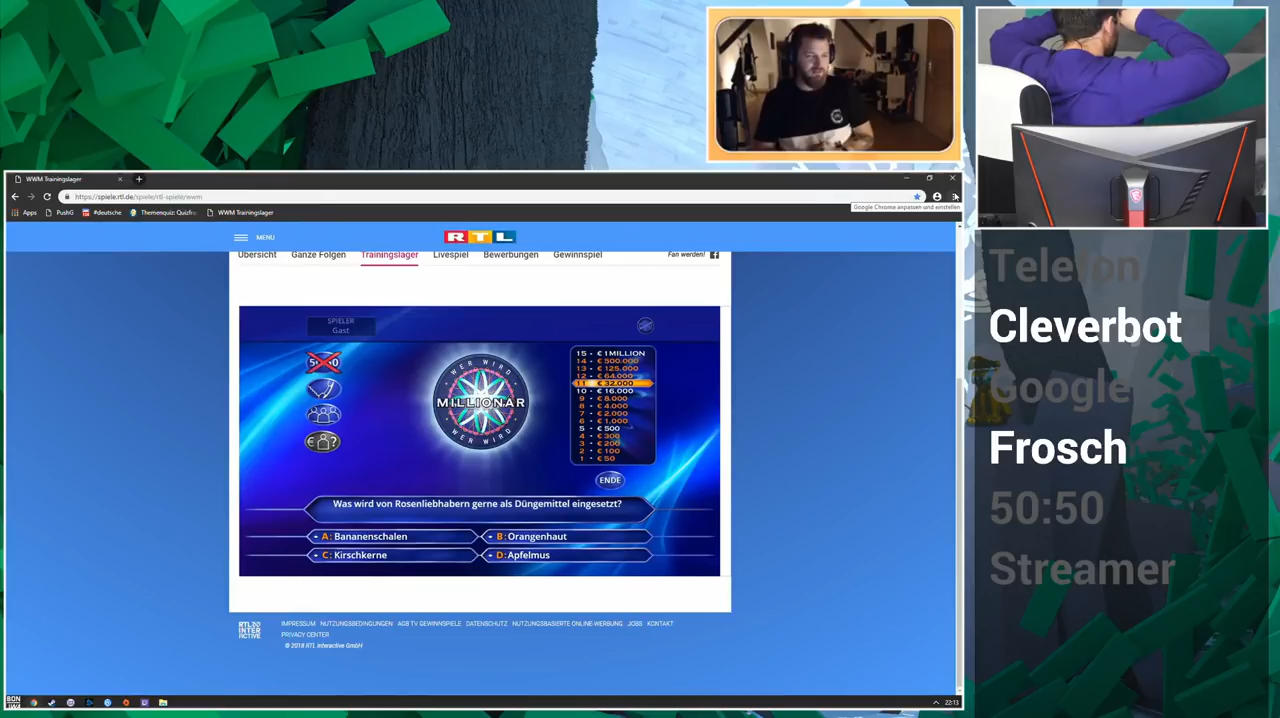 WWM Trainingslager
https://spiele.rtl.de/spiele/rtl-spiele/wwm
Google Chrome anpassen und einstellen
Apps PushG #deutsche Themenquiz: Quizfra WWM Trainingslager
MENU
RTL
Übersicht Ganze Folgen Trainingslager Livespiel Bewerbungen Gewinnspiel Fan werden!
SPIELER
Gast
WER WIRD
MILLIONÄR
WER WIRD
15 • € 1 MILLION
14 • € 500.000
13 • € 125.000
12 • € 64.000
11 • € 32.000
10 • € 16.000
9 • € 8.000
8 • € 4.000
7 • € 2.000
6 • € 1.000
5 • € 500
4 • € 300
3 • € 200
2 • € 100
1 • € 50
ENDE
Was wird von Rosenliebhabern gerne als Düngemittel eingesetzt?
A: Bananenschalen
B: Orangenhaut
C: Kirschkerne
D: Apfelmus
RTL
INTER
ACTIVE
IMPRESSUM NUTZUNGSBEDINGUNGEN AGB TV GEWINNSPIELE DATENSCHUTZ NUTZUNGSBASIERTE ONLINE-WERBUNG JOBS KONTAKT
PRIVACY CENTER
© 2018 RTL interactive GmbH
22:13
Telefon
Cleverbot
Google
Frosch
50:50
Streamer